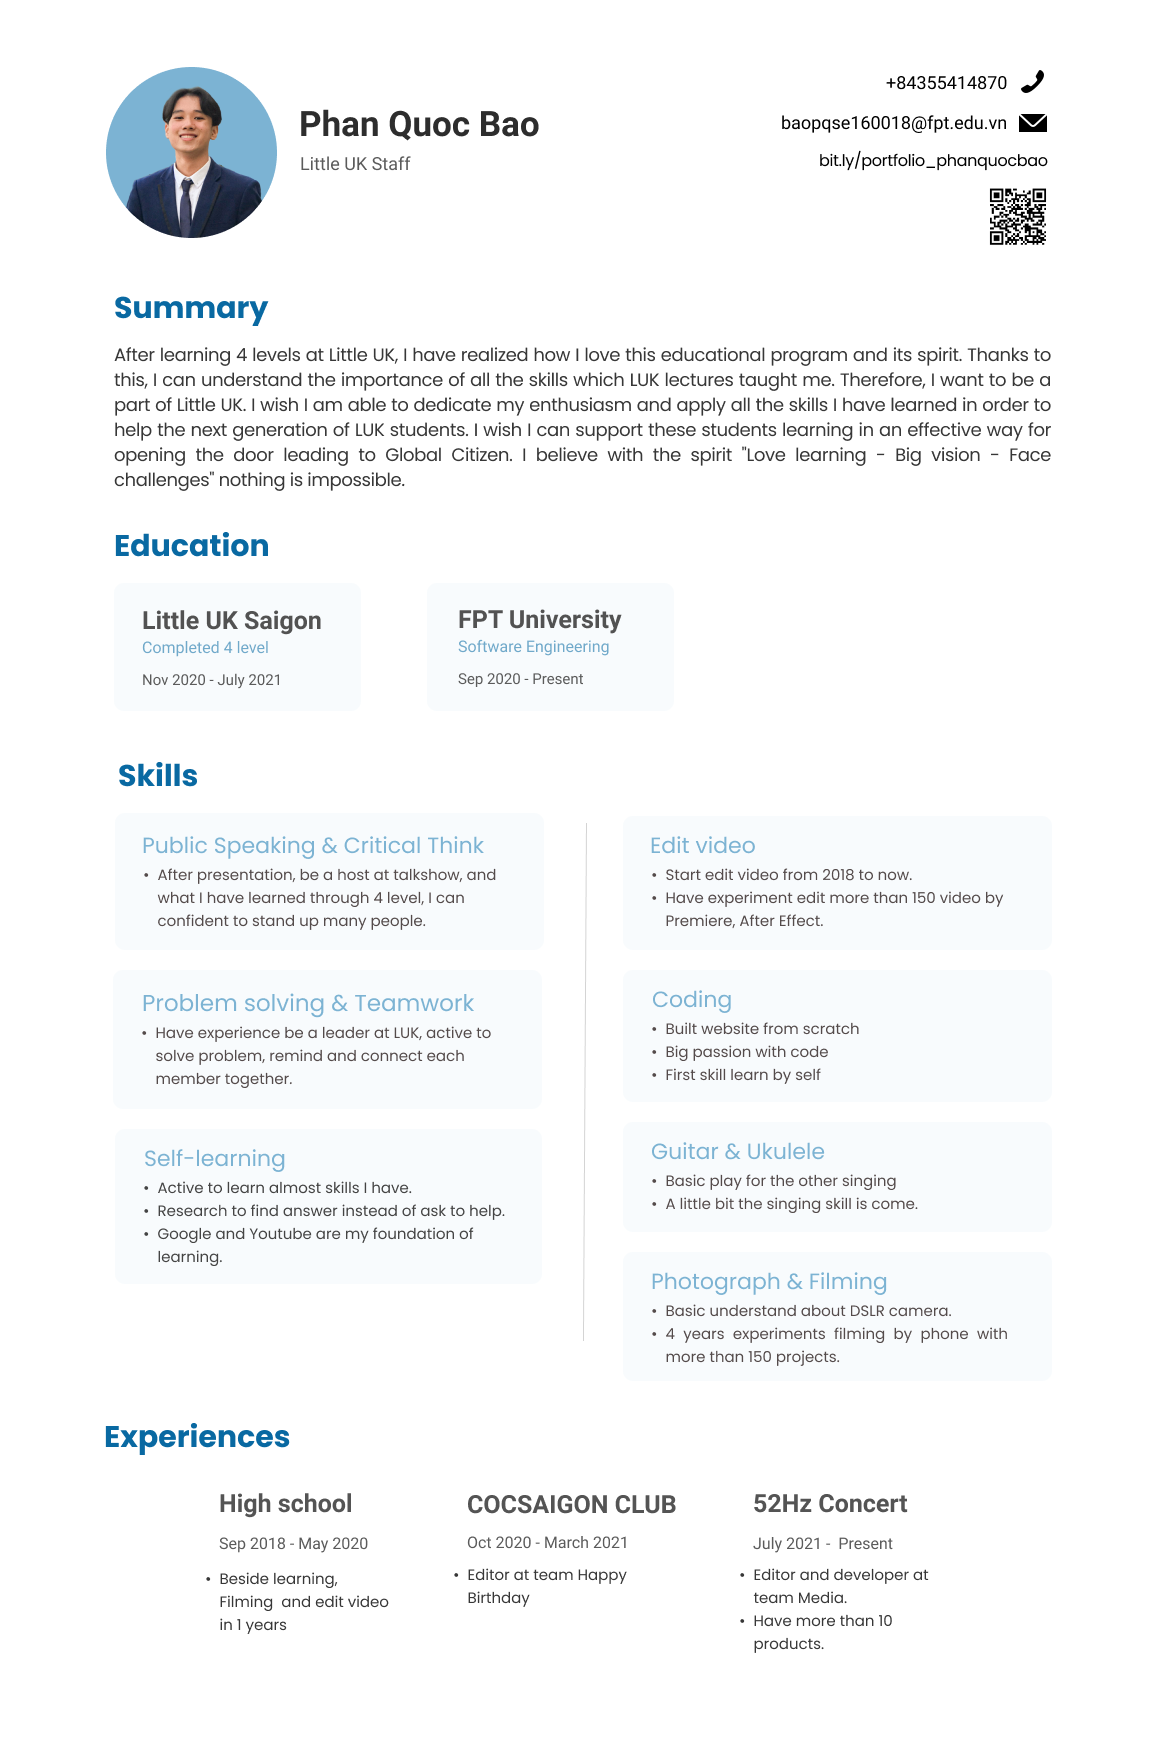 Phan Quoc Bao
Little UK Staff
+84355414870
baopqse160018@fpt.edu.vn
bit.ly/portfolio_phanquocbao
Summary
After learning 4 levels at Little UK, I have realized how I love this educational program and its spirit. Thanks to
this, I can understand the importance of all the skills which LUK lectures taught me. Therefore, I want to be a
part of Little UK. I wish I am able to dedicate my enthusiasm and apply all the skills I have learned in order to
help the next generation of LUK students. I wish I can support these students learning in an effective way for
opening the door leading to Global Citizen. I believe with the spirit "Love learning - Big vision - Face
challenges" nothing is impossible.
Education
Little UK Saigon
Completed 4 level
Nov 2020 - July 2021
FPT University
Software Engineering
Sep 2020 - Present
Skills
Public Speaking & Critical Think
• After presentation, be a host at talkshow, and
what I have learned through 4 level, I can
confident to stand up many people.
Problem solving & Teamwork
• Have experience be a leader at LUK, active to
solve problem, remind and connect each
member together.
Self-learning
• Active to learn almost skills I have.
• Research to find answer instead of ask to help.
• Google and Youtube are my foundation of
learning.
Edit video
• Start edit video from 2018 to now.
• Have experiment edit more than 150 video by
Premiere, After Effect.
Coding
• Built website from scratch
• Big passion with code
• First skill learn by self
Guitar & Ukulele
• Basic play for the other singing
• A little bit the singing skill is come.
Photograph & Filming
• Basic understand about DSLR camera.
• 4 years experiments filming by phone with
more than 150 projects.
Experiences
High school
Sep 2018 - May 2020
• Beside learning,
Filming and edit video
in 1 years
COCSAIGON CLUB
Oct 2020 - March 2021
• Editor at team Happy
Birthday
52Hz Concert
July 2021 - Present
• Editor and developer at
team Media.
• Have more than 10
products.